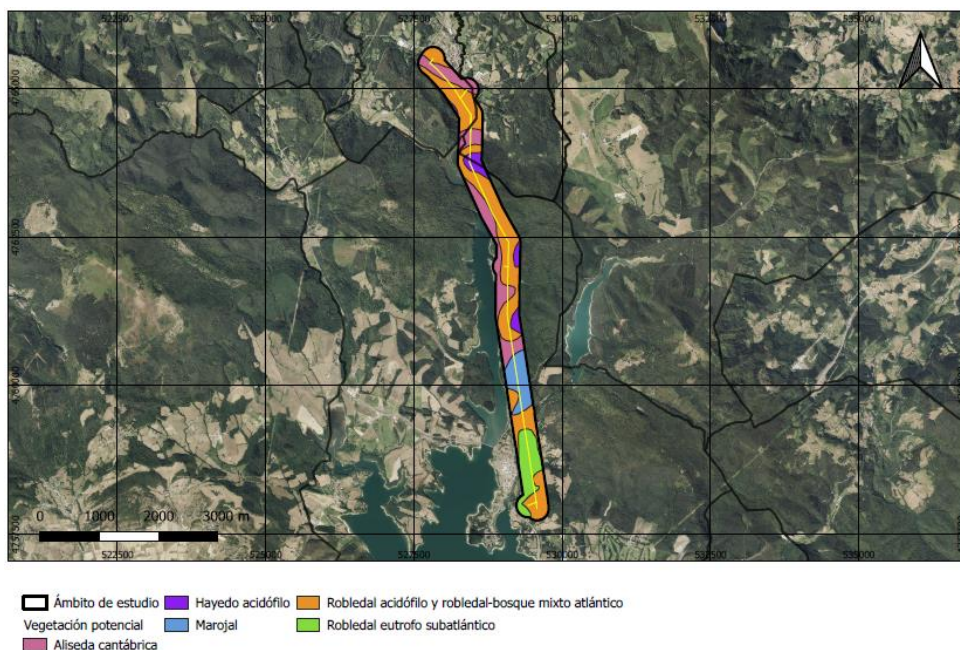 522500 525000 527500 530000 532500 535000
4765000
4762500
4760000
0 1000 2000 3000 m
4757500
522500 525000 527500 530000 532500 535000
Ámbito de estudio Hayedo acidófilo Robledal acidófilo y robledal-bosque mixto atlántico
Vegetación potencial Marojal Robledal eutrofo subatlántico
Aliseda cantábrica